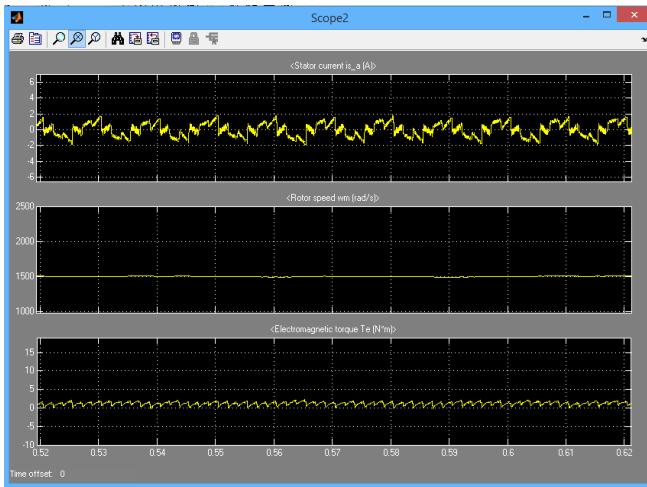 Scope2
<Stator current is_a (A)>
6
4
2
0
-2
-4
-6
<Rotor speed wm (rad/s)>
2500
2000
1500
1000
<Electromagnetic torque Te (N*m)>
15
10
5
0
-5
-10
0.52 0.53 0.54 0.55 0.56 0.57 0.58 0.59 0.6 0.61 0.62
Time offset: 0